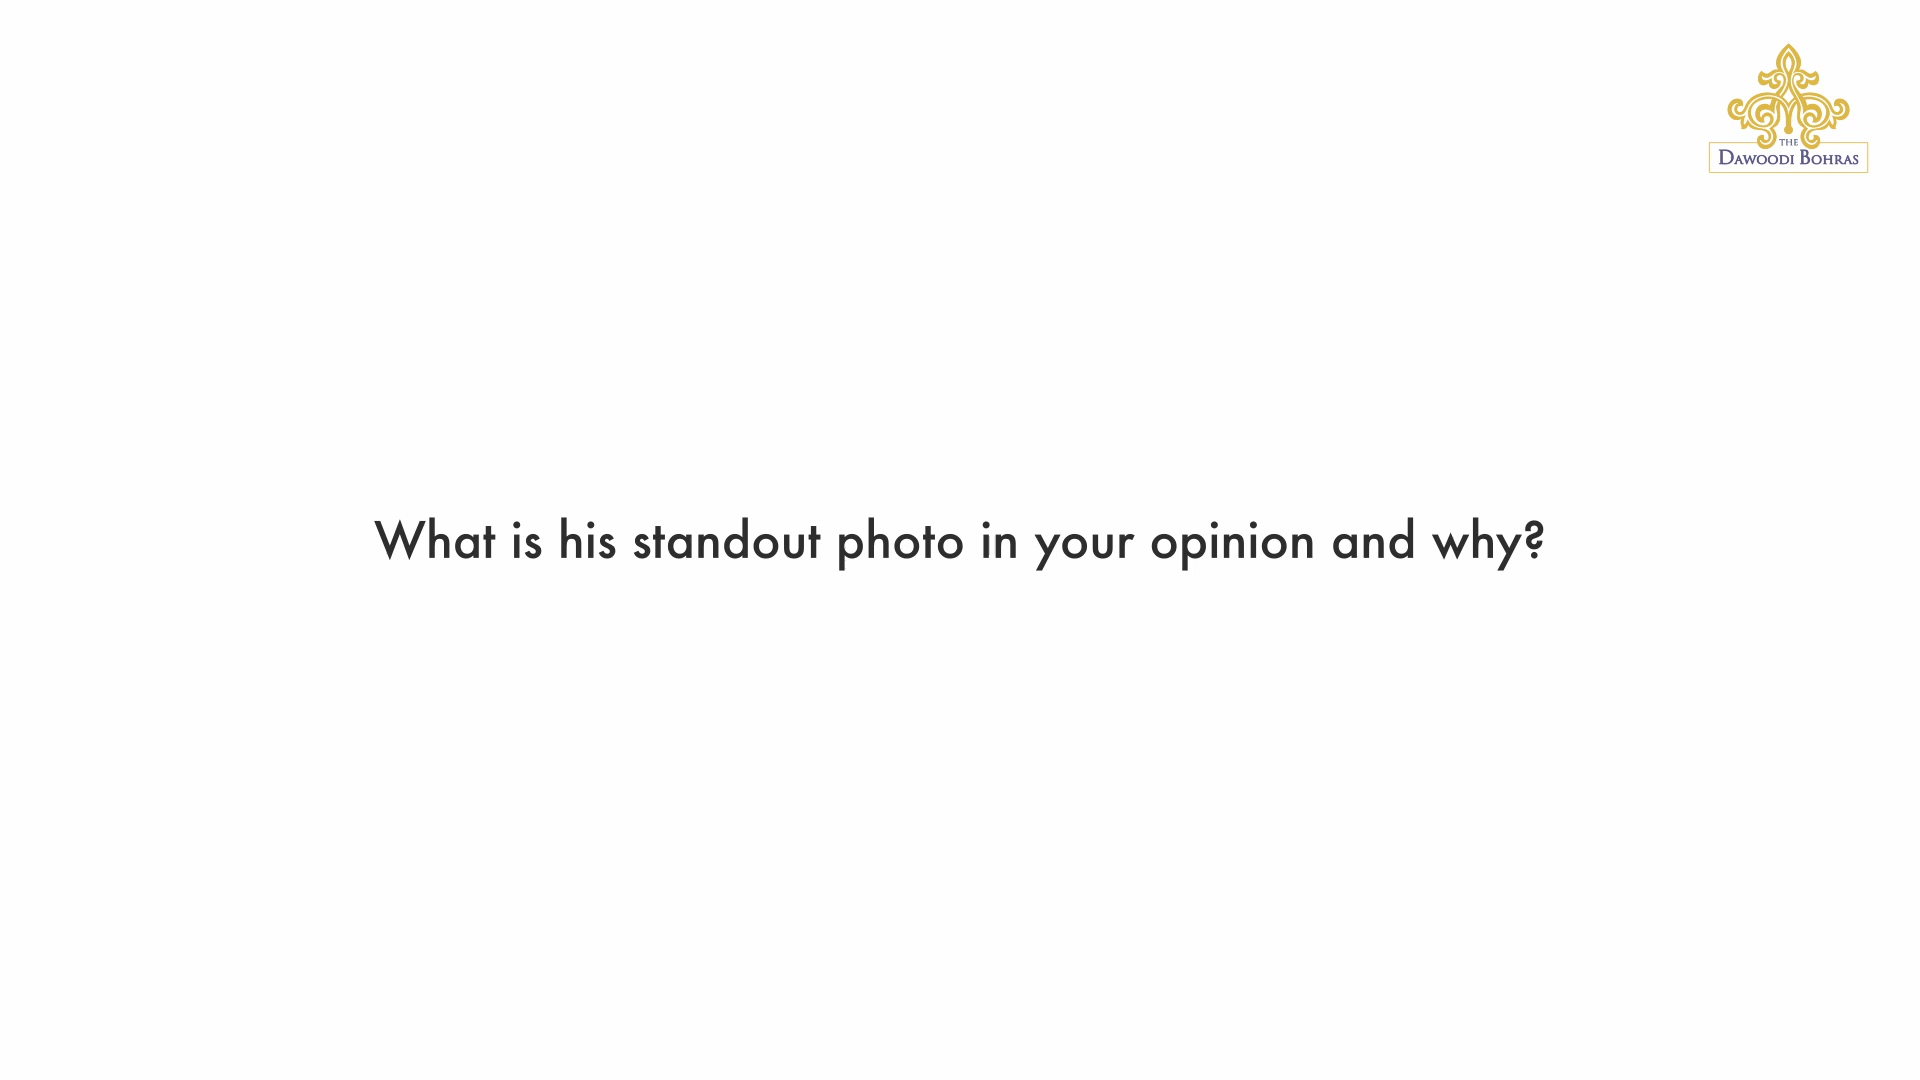 THE
DAWOODI BOHRAS
What is his standout photo in your opinion and why?